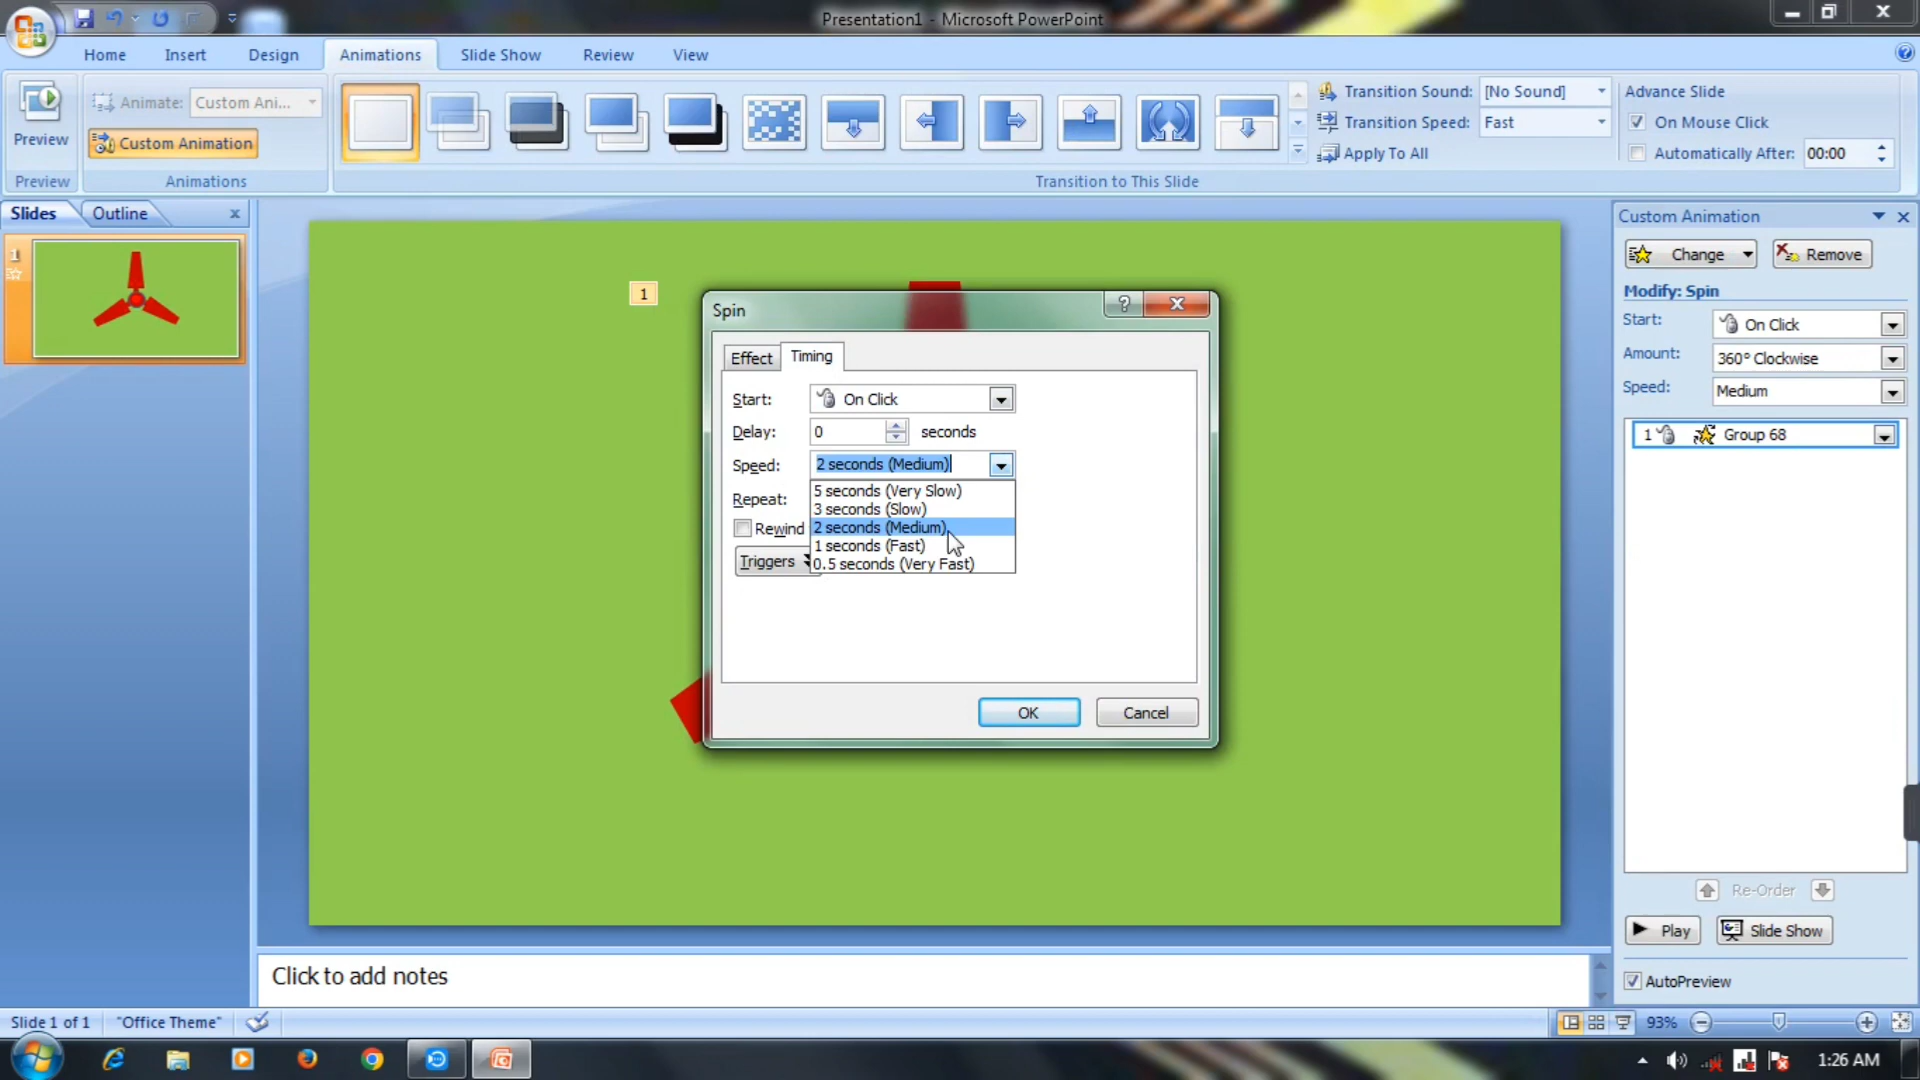 Presentation1 - Microsoft PowerPoint
Home Insert Design Animations Slide Show Review View
Preview
Preview
Animate: Custom Ani...
Custom Animation
Animations
Transition to This Slide
Transition Sound: [No Sound]
Transition Speed: Fast
Apply To All
Advance Slide
On Mouse Click
Automatically After: 00:00
Slides Outline
1
1
Spin
Effect Timing
Start: On Click
Delay: 0 seconds
Speed: 2 seconds (Medium)
5 seconds (Very Slow)
3 seconds (Slow)
2 seconds (Medium)
1 seconds (Fast)
0.5 seconds (Very Fast)
Repeat:
Rewind
Triggers
OK Cancel
Custom Animation
Change Remove
Modify: Spin
Start: On Click
Amount: 360° Clockwise
Speed: Medium
1 Group 68
Re-Order
Play Slide Show
AutoPreview
Click to add notes
Slide 1 of 1 "Office Theme" 93%
1:26 AM